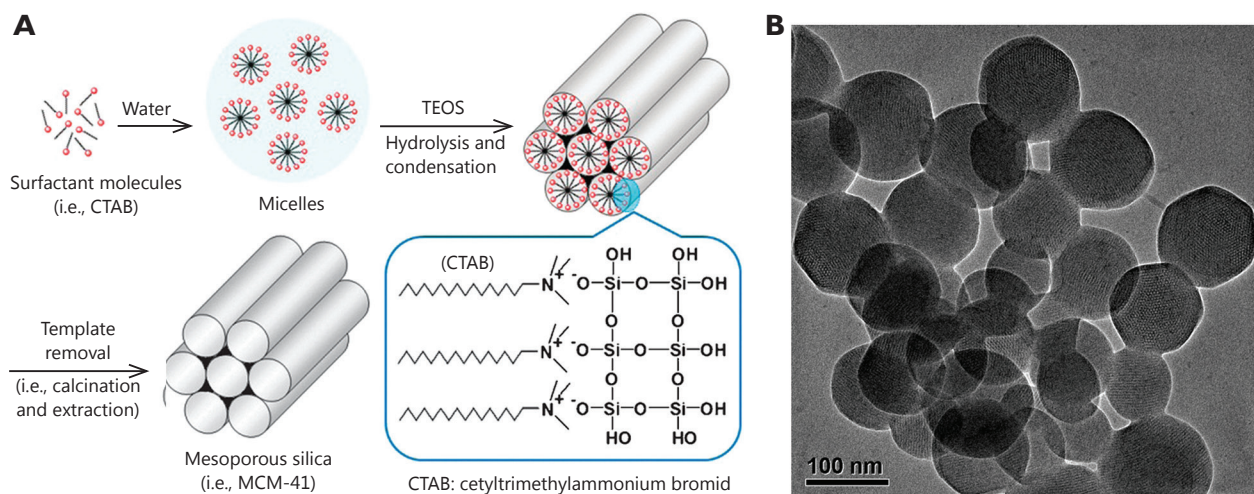 A
Surfactant molecules
(i.e., CTAB)
Water
Micelles
TEOS
Hydrolysis and
condensation
Template
removal
(i.e., calcination
and extraction)
Mesoporous silica
(i.e., MCM-41)
(CTAB)
OH OH
N + - O Si O Si OH
O O
N + - O Si O Si OH
O O
N + - O Si O Si OH
HO OH
CTAB: cetyltrimethylammonium bromid
B
100 nm